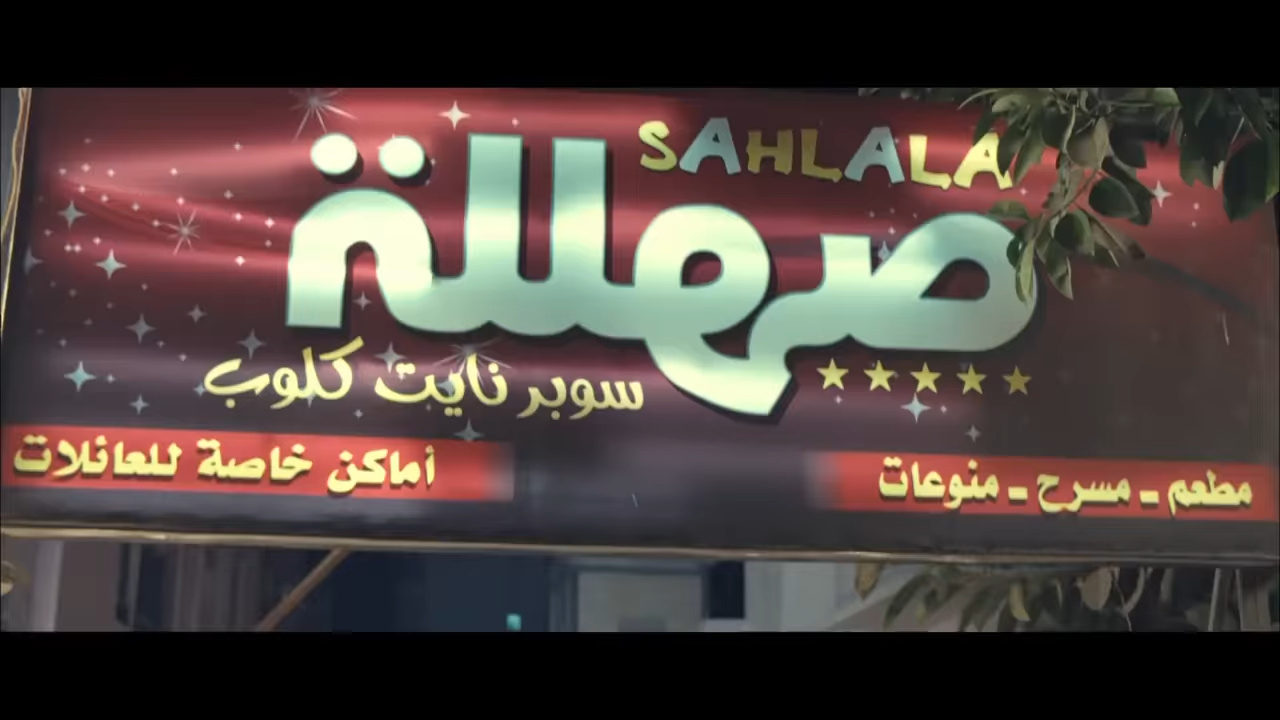 SAHLALA
صهللة
سوبر نايت كلوب
مطعم - مسرح - منوعات
أماكن خاصة للعائلات